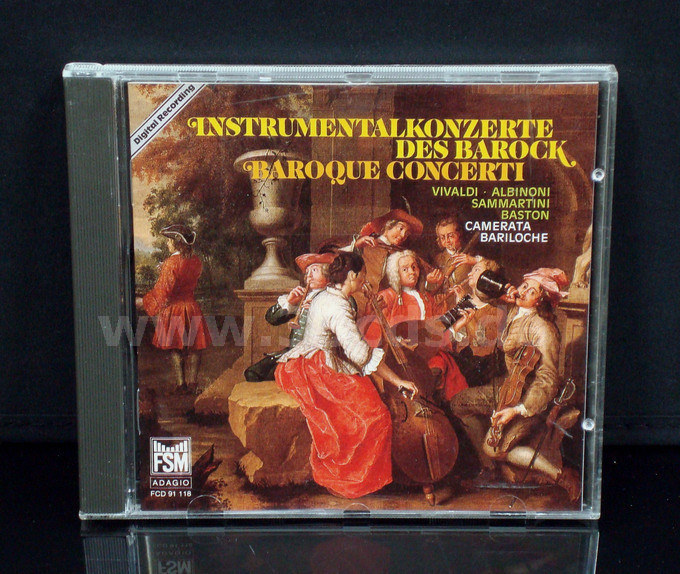 Digital Recording
INSTRUMENTALKONZERTE
DES BAROCK
BAROQUE CONCERTI
VIVALDI · ALBINONI
SAMMARTINI
BASTON
CAMERATA
BARILOCHE
FSM
ADAGIO
FCD 91 118